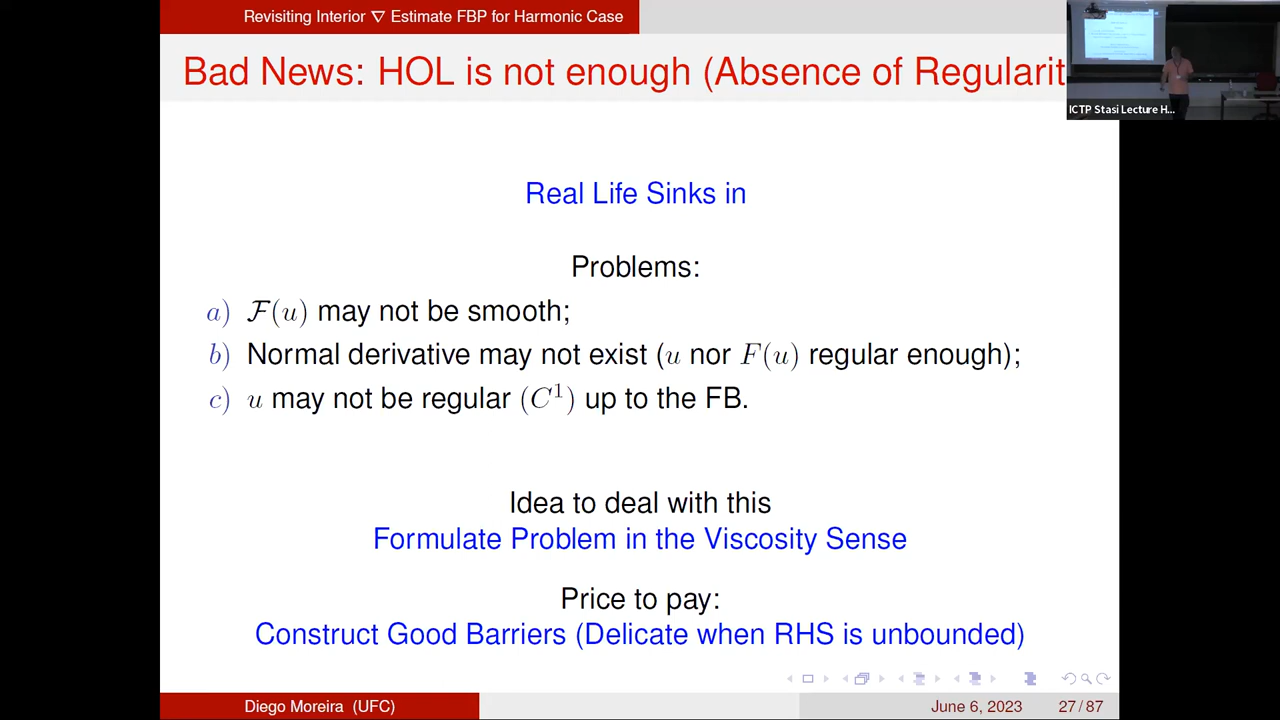 Revisiting Interior ∇ Estimate FBP for Harmonic Case
Bad News: HOL is not enough (Absence of Regularit
ICTP Stasi Lecture H...
Real Life Sinks in
Problems:
a) F(u) may not be smooth;
b) Normal derivative may not exist (u nor F(u) regular enough);
c) u may not be regular (C¹) up to the FB.
Idea to deal with this
Formulate Problem in the Viscosity Sense
Price to pay:
Construct Good Barriers (Delicate when RHS is unbounded)
Diego Moreira (UFC)
June 6, 2023
27/87